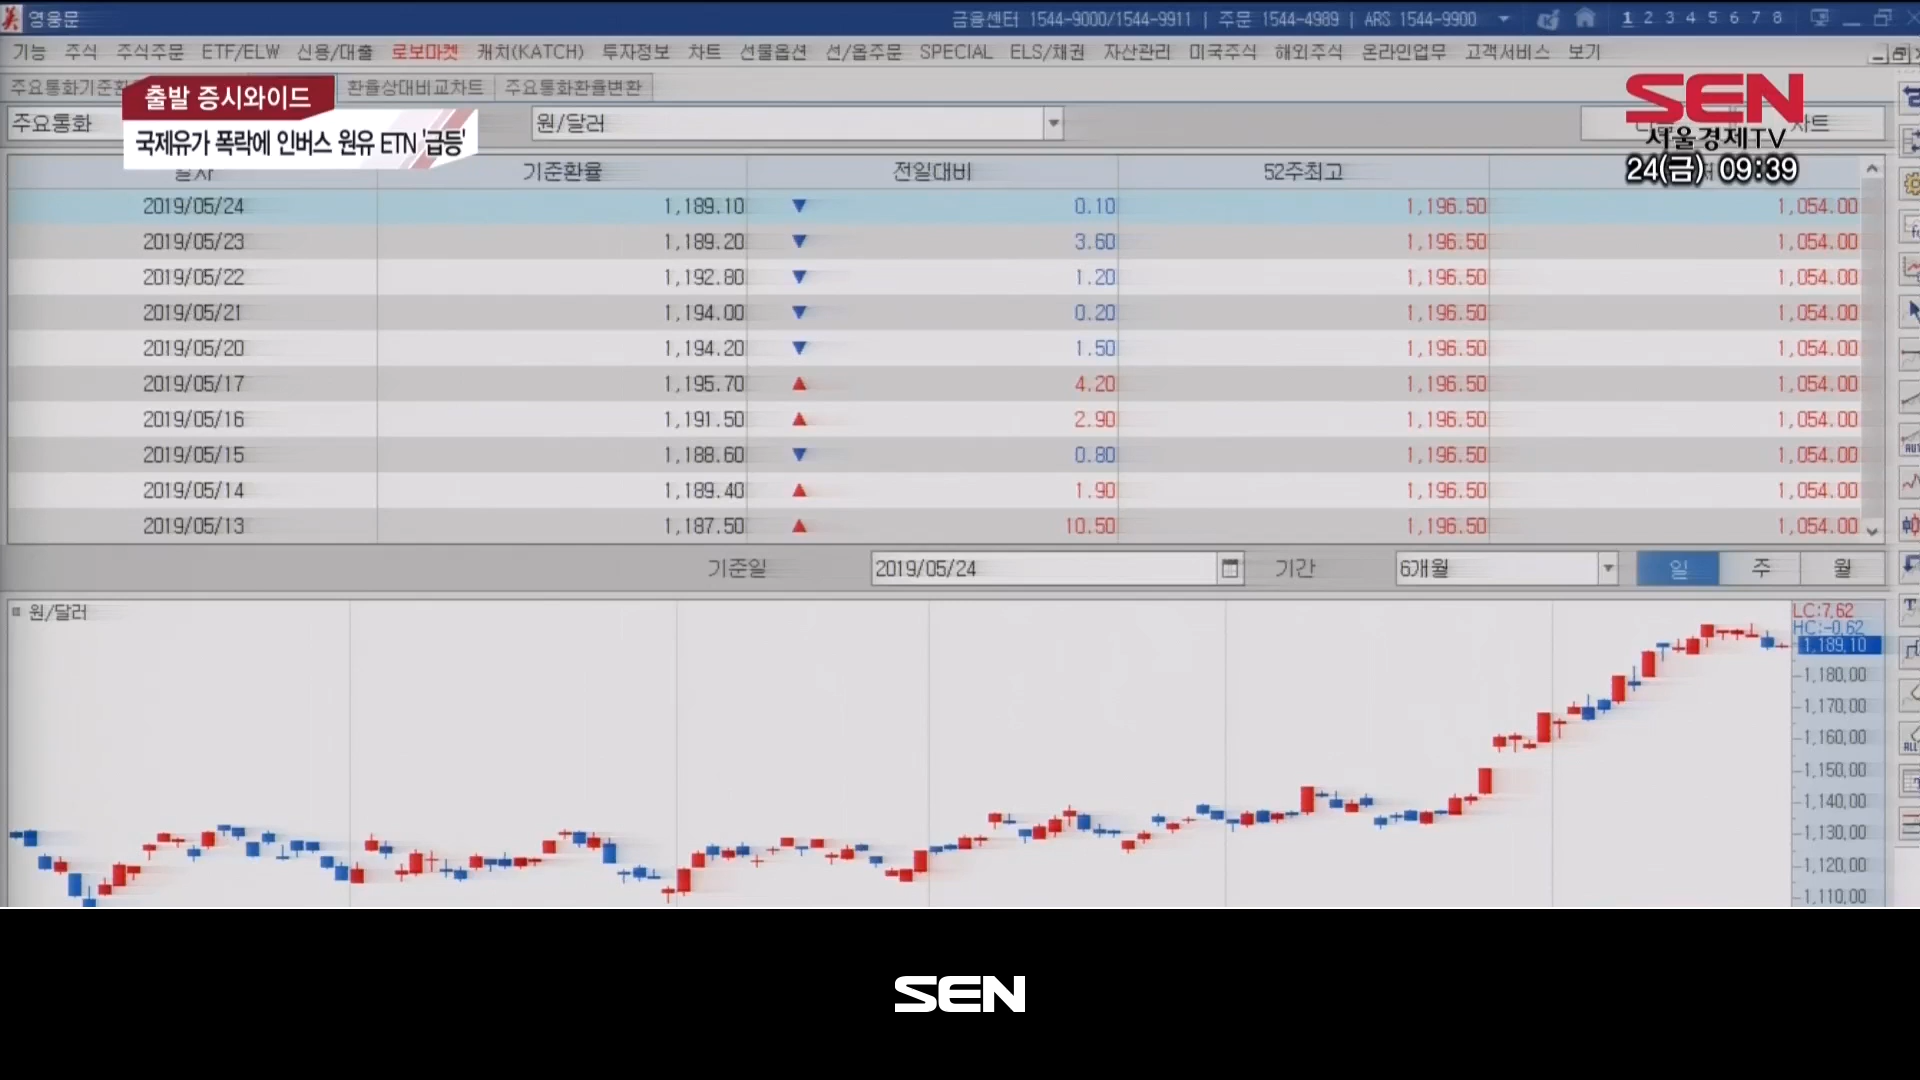 영웅문 금융센터 1544-9000/1544-9911 | 주문 1544-4989 | ARS 1544-9900 1 2 3 4 5 6 7 8
기능 주식 주식주문 ETF/ELW 신용/대출 로보마켓 캐치(KATCH) 투자정보 차트 선물옵션 선/옵주문 SPECIAL ELS/채권 자산관리 미국주식 해외주식 온라인업무 고객서비스 보기
주요통화기준환 환율상대비교차트 주요통화환율변환
출발 증시와이드
국제유가 폭락에 인버스 원유 ETN '급등'
SEN
서울경제TV
24(금) 09:39
주요통화 원/달러 차트
기준환율 전일대비 52주최고
2019/05/24 1,189.10 ▼ 0.10 1,196.50 1,054.00
2019/05/23 1,189.20 ▼ 3.60 1,196.50 1,054.00
2019/05/22 1,192.80 ▼ 1.20 1,196.50 1,054.00
2019/05/21 1,194.00 ▼ 0.20 1,196.50 1,054.00
2019/05/20 1,194.20 ▼ 1.50 1,196.50 1,054.00
2019/05/17 1,195.70 ▲ 4.20 1,196.50 1,054.00
2019/05/16 1,191.50 ▲ 2.90 1,196.50 1,054.00
2019/05/15 1,188.60 ▼ 0.80 1,196.50 1,054.00
2019/05/14 1,189.40 ▲ 1.90 1,196.50 1,054.00
2019/05/13 1,187.50 ▲ 10.50 1,196.50 1,054.00
기준일 2019/05/24 기간 6개월 일 주 월
원/달러
LC:7.62
HC:-0.62
1,189.10
1,180.00
1,170.00
1,160.00
1,150.00
1,140.00
1,130.00
1,120.00
1,110.00
SEN